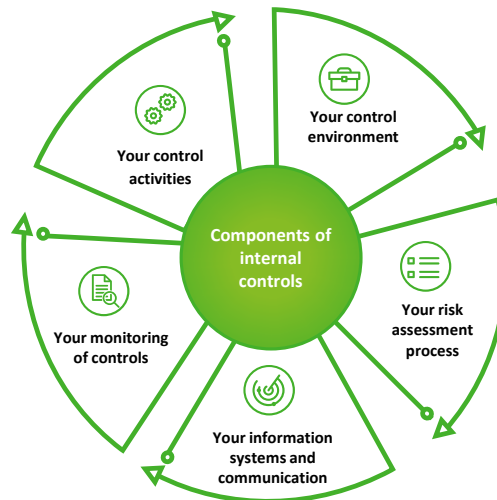 Your control
environment
Your risk
assessment
process
Your information
systems and
communication
Your monitoring
of controls
Your control
activities
Components of
internal
controls